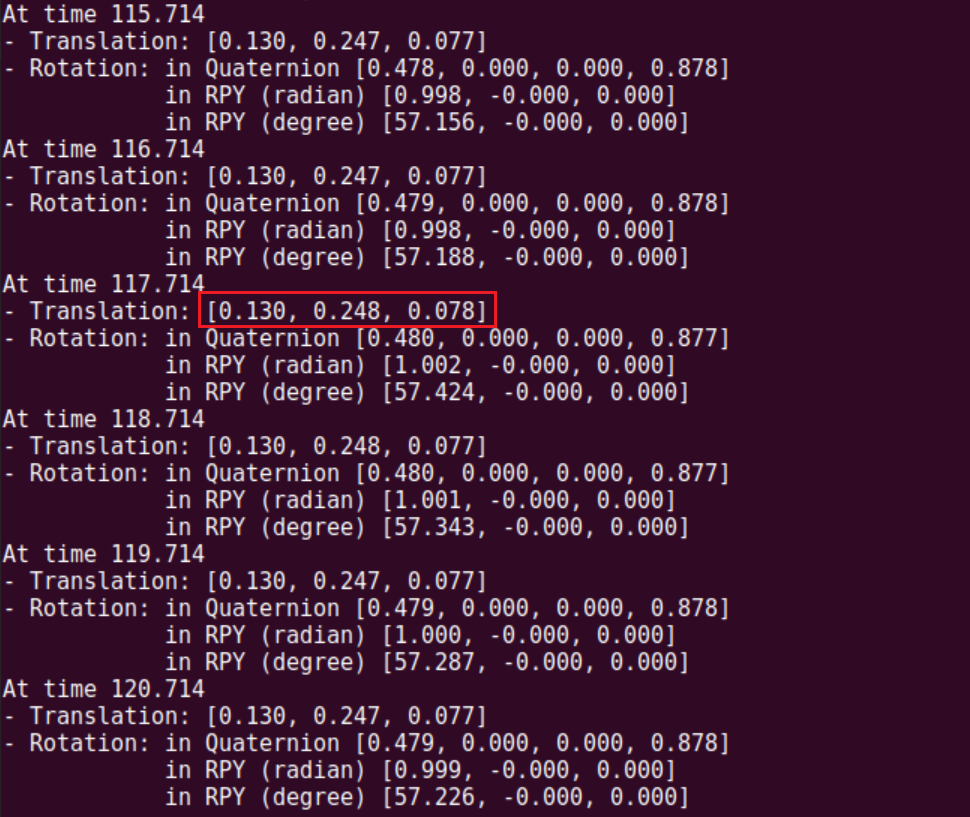 At time 115.714
- Translation: [0.130, 0.247, 0.077]
- Rotation: in Quaternion [0.478, 0.000, 0.000, 0.878]
            in RPY (radian) [0.998, -0.000, 0.000]
            in RPY (degree) [57.156, -0.000, 0.000]
At time 116.714
- Translation: [0.130, 0.247, 0.077]
- Rotation: in Quaternion [0.479, 0.000, 0.000, 0.878]
            in RPY (radian) [0.998, -0.000, 0.000]
            in RPY (degree) [57.188, -0.000, 0.000]
At time 117.714
- Translation: [0.130, 0.248, 0.078]
- Rotation: in Quaternion [0.480, 0.000, 0.000, 0.877]
            in RPY (radian) [1.002, -0.000, 0.000]
            in RPY (degree) [57.424, -0.000, 0.000]
At time 118.714
- Translation: [0.130, 0.248, 0.077]
- Rotation: in Quaternion [0.480, 0.000, 0.000, 0.877]
            in RPY (radian) [1.001, -0.000, 0.000]
            in RPY (degree) [57.343, -0.000, 0.000]
At time 119.714
- Translation: [0.130, 0.247, 0.077]
- Rotation: in Quaternion [0.479, 0.000, 0.000, 0.878]
            in RPY (radian) [1.000, -0.000, 0.000]
            in RPY (degree) [57.287, -0.000, 0.000]
At time 120.714
- Translation: [0.130, 0.247, 0.077]
- Rotation: in Quaternion [0.479, 0.000, 0.000, 0.878]
            in RPY (radian) [0.999, -0.000, 0.000]
            in RPY (degree) [57.226, -0.000, 0.000]